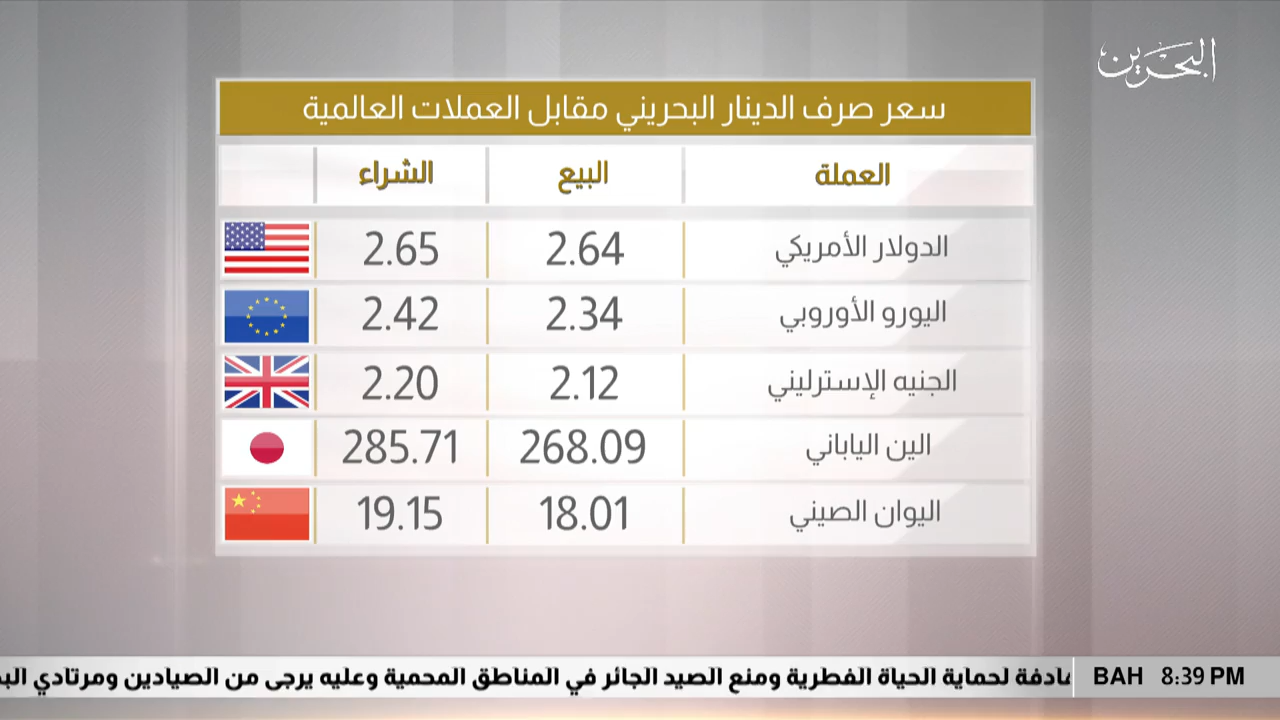 البحرين
سعر صرف الدينار البحريني مقابل العملات العالمية
العملة البيع الشراء
الدولار الأمريكي 2.64 2.65
اليورو الأوروبي 2.34 2.42
الجنيه الإسترليني 2.12 2.20
الين الياباني 268.09 285.71
اليوان الصيني 18.01 19.15
BAH 8:39 PM
لحماية الحياة الفطرية ومنع الصيد الجائر في المناطق المحمية وعليه يرجى من الصيادين ومرتادي